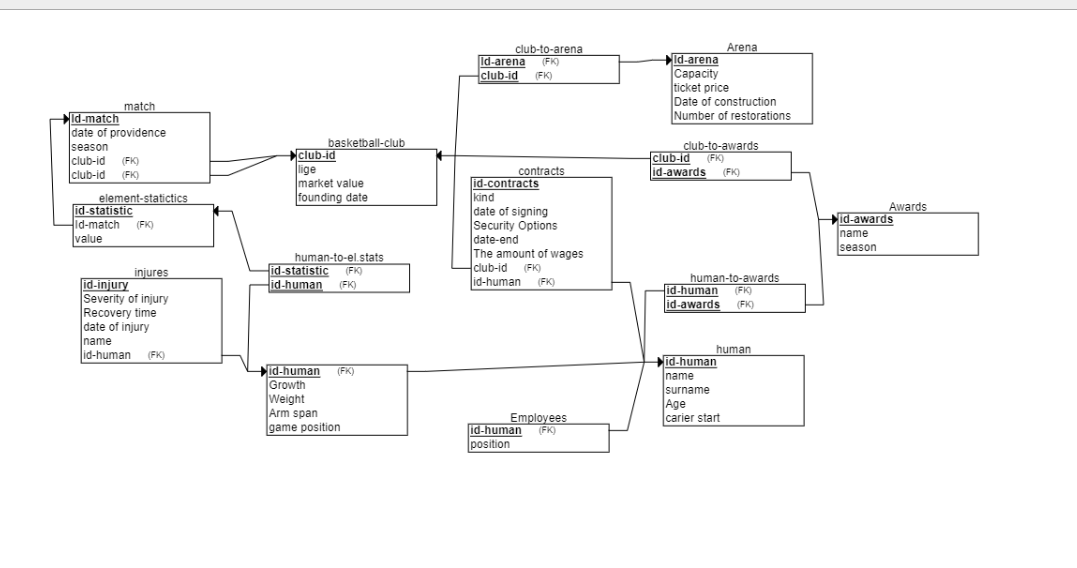 club-to-arena
Id-arena (FK)
club-id (FK)
Arena
Id-arena
Capacity
ticket price
Date of construction
Number of restorations
match
Id-match
date of providence
season
club-id (FK)
club-id (FK)
basketball-club
club-id
lige
market value
founding date
club-to-awards
club-id (FK)
id-awards (FK)
contracts
id-contracts
kind
date of signing
Security Options
date-end
The amount of wages
club-id (FK)
id-human (FK)
element-statictics
id-statistic
Id-match (FK)
value
Awards
id-awards
name
season
human-to-el.stats
id-statistic (FK)
id-human (FK)
injures
id-injury
Severity of injury
Recovery time
date of injury
name
id-human (FK)
human-to-awards
id-human (FK)
id-awards (FK)
human
id-human
name
surname
Age
carier start
id-human (FK)
Growth
Weight
Arm span
game position
Employees
id-human (FK)
position